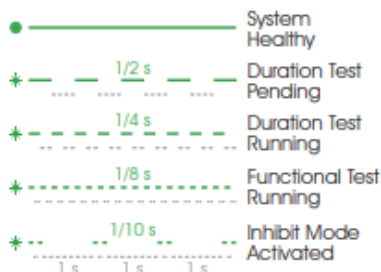 System
Healthy
1/2 s
Duration Test
Pending
1/4 s
Duration Test
Running
1/8 s
Functional Test
Running
1/10 s
Inhibit Mode
Activated
1 s 1 s 1 s